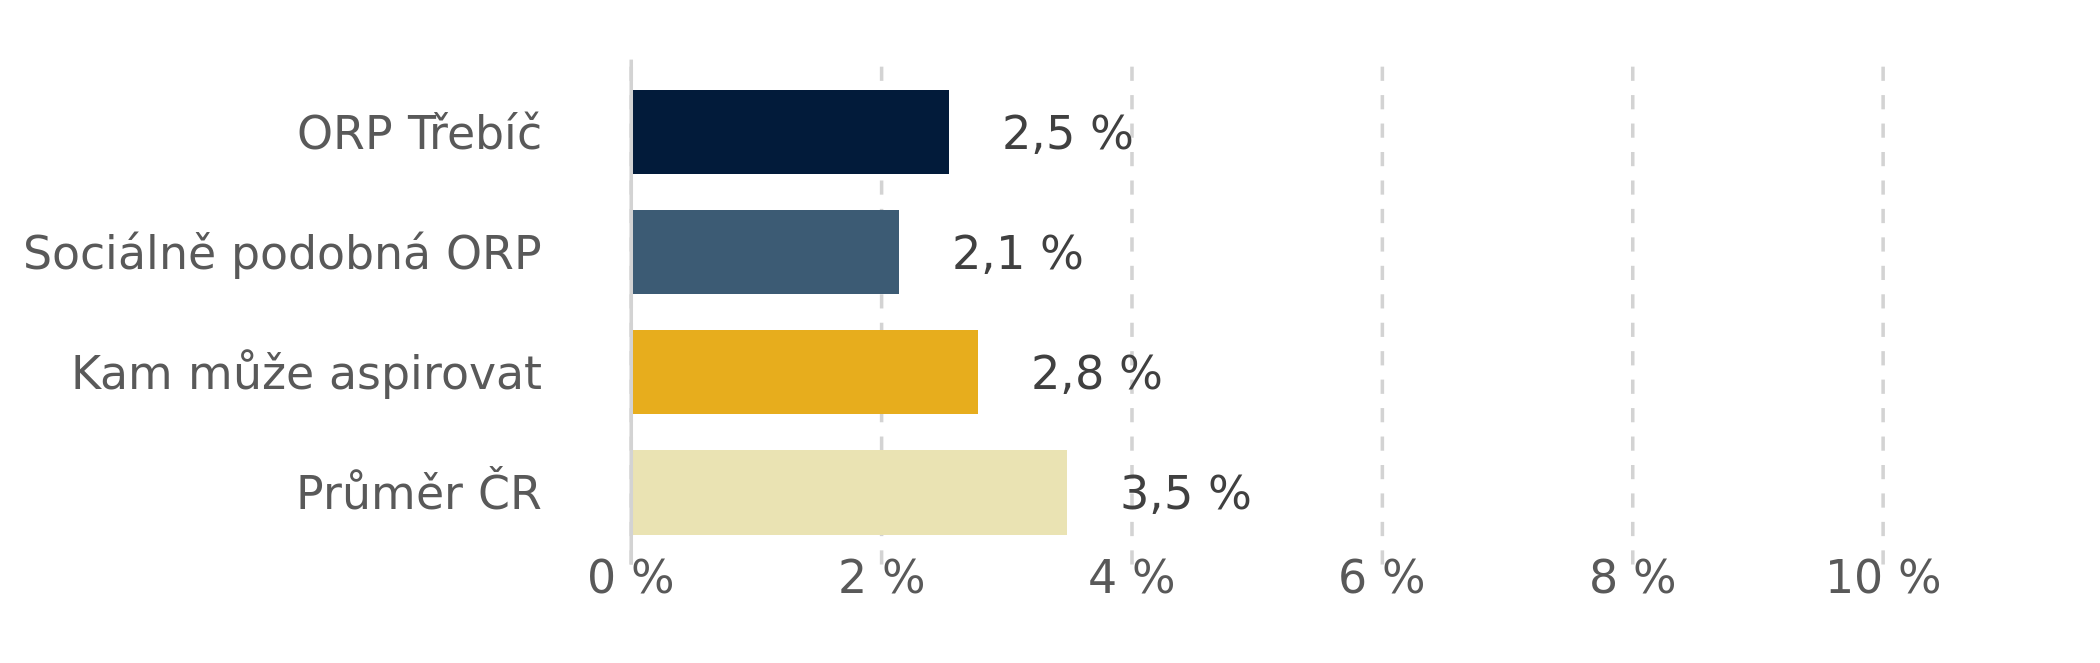 ORP Třebíč 2,5 %
Sociálně podobná ORP 2,1 %
Kam může aspirovat 2,8 %
Průměr ČR 3,5 %
0 % 2 % 4 % 6 % 8 % 10 %